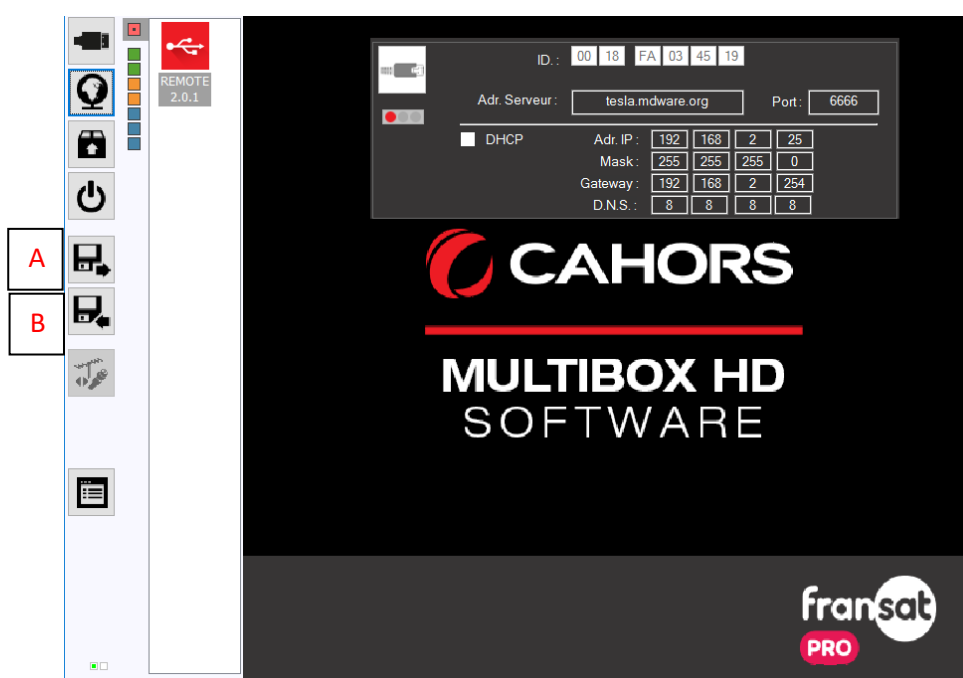 A
B
REMOTE
2.0.1
ID. : 00 18 FA 03 45 19
Adr. Serveur : tesla.mdware.org Port : 6666
DHCP Adr. IP : 192 168 2 25
Mask : 255 255 255 0
Gateway : 192 168 2 254
D.N.S. : 8 8 8 8
CAHORS
MULTIBOX HD
SOFTWARE
fransat
PRO